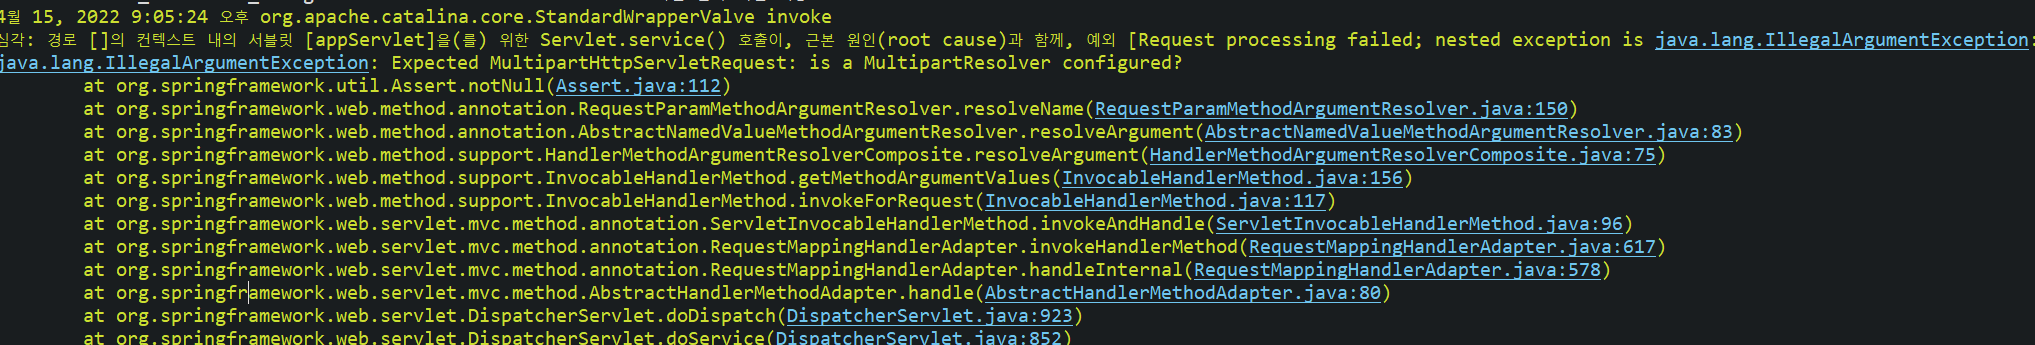 4월 15, 2022 9:05:24 오후 org.apache.catalina.core.StandardWrapperValve invoke
심각: 경로 []의 컨텍스트 내의 서블릿 [appServlet]을(를) 위한 Servlet.service() 호출이, 근본 원인(root cause)과 함께, 예외 [Request processing failed; nested exception is java.lang.IllegalArgumentException:
java.lang.IllegalArgumentException: Expected MultipartHttpServletRequest: is a MultipartResolver configured?
at org.springframework.util.Assert.notNull(Assert.java:112)
at org.springframework.web.method.annotation.RequestParamMethodArgumentResolver.resolveName(RequestParamMethodArgumentResolver.java:150)
at org.springframework.web.method.annotation.AbstractNamedValueMethodArgumentResolver.resolveArgument(AbstractNamedValueMethodArgumentResolver.java:83)
at org.springframework.web.method.support.HandlerMethodArgumentResolverComposite.resolveArgument(HandlerMethodArgumentResolverComposite.java:75)
at org.springframework.web.method.support.InvocableHandlerMethod.getMethodArgumentValues(InvocableHandlerMethod.java:156)
at org.springframework.web.method.support.InvocableHandlerMethod.invokeForRequest(InvocableHandlerMethod.java:117)
at org.springframework.web.servlet.mvc.method.annotation.ServletInvocableHandlerMethod.invokeAndHandle(ServletInvocableHandlerMethod.java:96)
at org.springframework.web.servlet.mvc.method.annotation.RequestMappingHandlerAdapter.invokeHandlerMethod(RequestMappingHandlerAdapter.java:617)
at org.springframework.web.servlet.mvc.method.annotation.RequestMappingHandlerAdapter.handleInternal(RequestMappingHandlerAdapter.java:578)
at org.springframework.web.servlet.mvc.method.AbstractHandlerMethodAdapter.handle(AbstractHandlerMethodAdapter.java:80)
at org.springframework.web.servlet.DispatcherServlet.doDispatch(DispatcherServlet.java:923)
at org.springframework.web.servlet.DispatcherServlet.doService(DispatcherServlet.java:852)